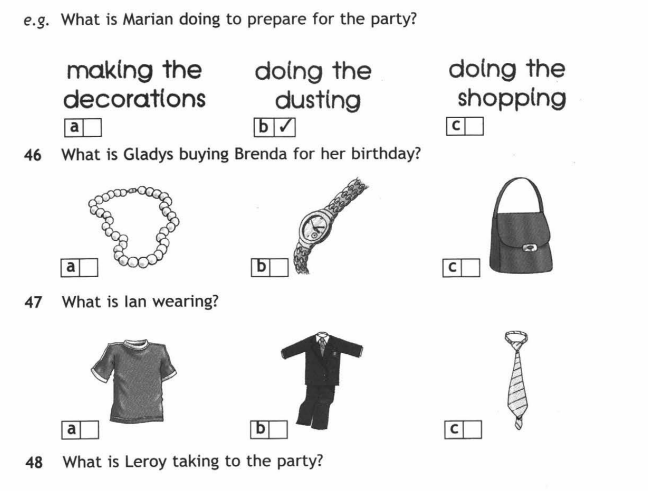 e.g. What is Marian doing to prepare for the party?
making the doing the doing the
decorations dusting shopping
a b ✓ c
46 What is Gladys buying Brenda for her birthday?
a b c
47 What is Ian wearing?
a b c
48 What is Leroy taking to the party?